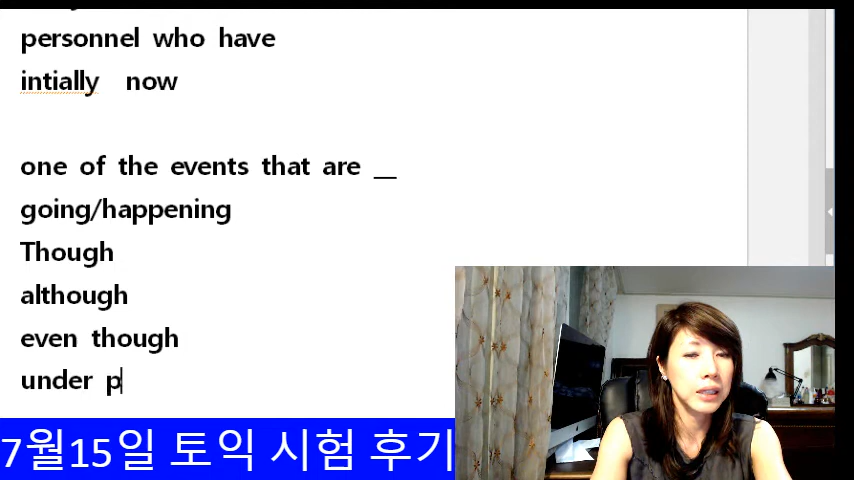 personnel who have
intially now
one of the events that are __
going/happening
Though
although
even though
under p
7월15일 토익 시험 후기